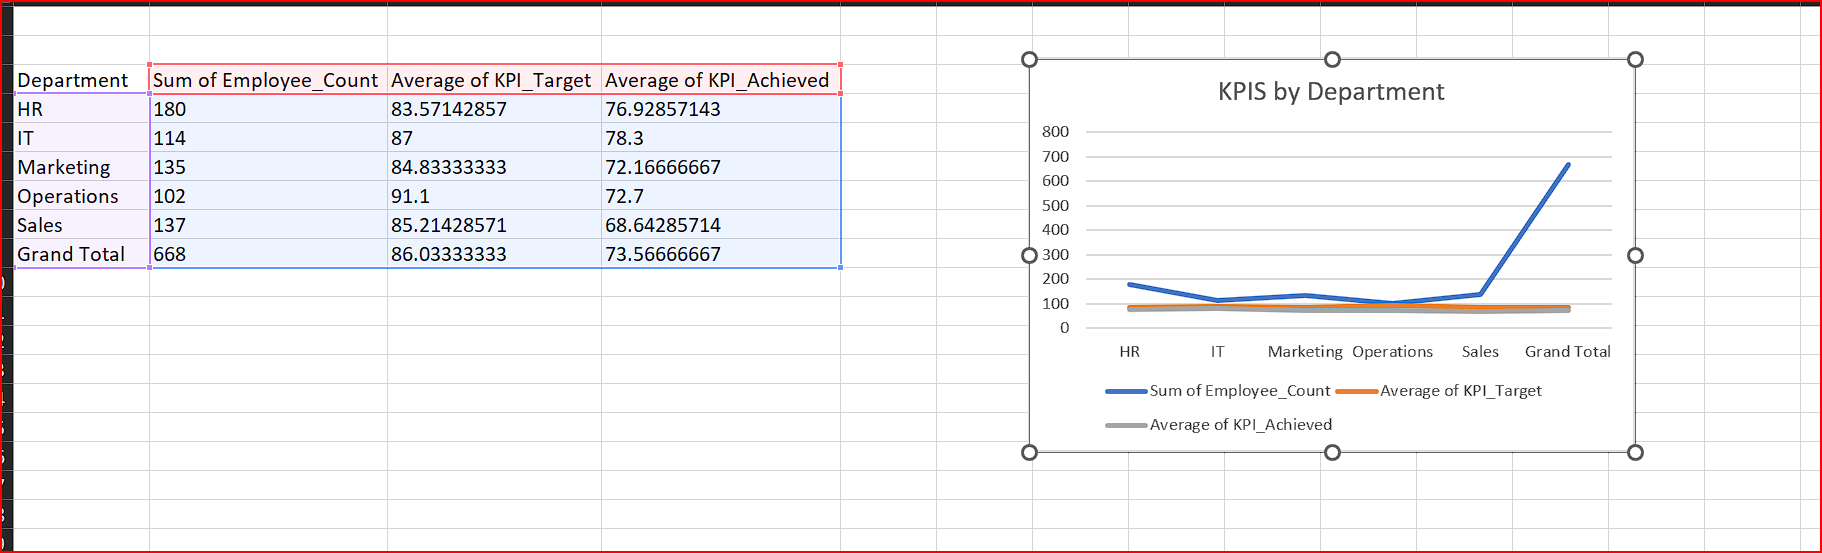 Department Sum of Employee_Count Average of KPI_Target Average of KPI_Achieved
HR 180 83.57142857 76.92857143
IT 114 87 78.3
Marketing 135 84.83333333 72.16666667
Operations 102 91.1 72.7
Sales 137 85.21428571 68.64285714
Grand Total 668 86.03333333 73.56666667
KPIS by Department
800
700
600
500
400
300
200
100
0
HR IT Marketing Operations Sales Grand Total
Sum of Employee_Count Average of KPI_Target
Average of KPI_Achieved